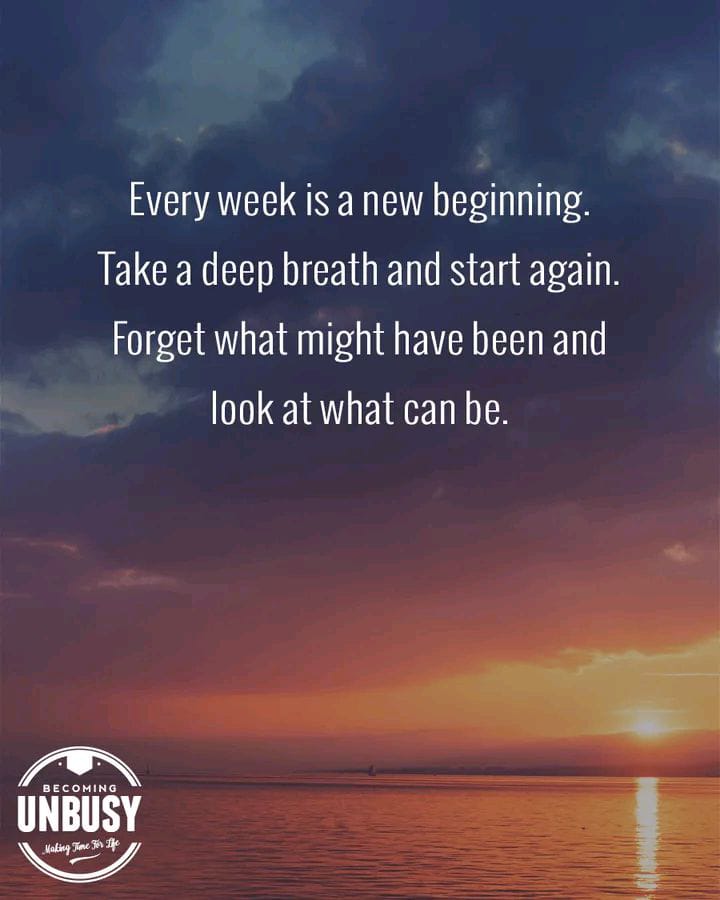 Every week is a new beginning.
Take a deep breath and start again.
Forget what might have been and
look at what can be.
BECOMING
UNBUSY
Making Time For Life